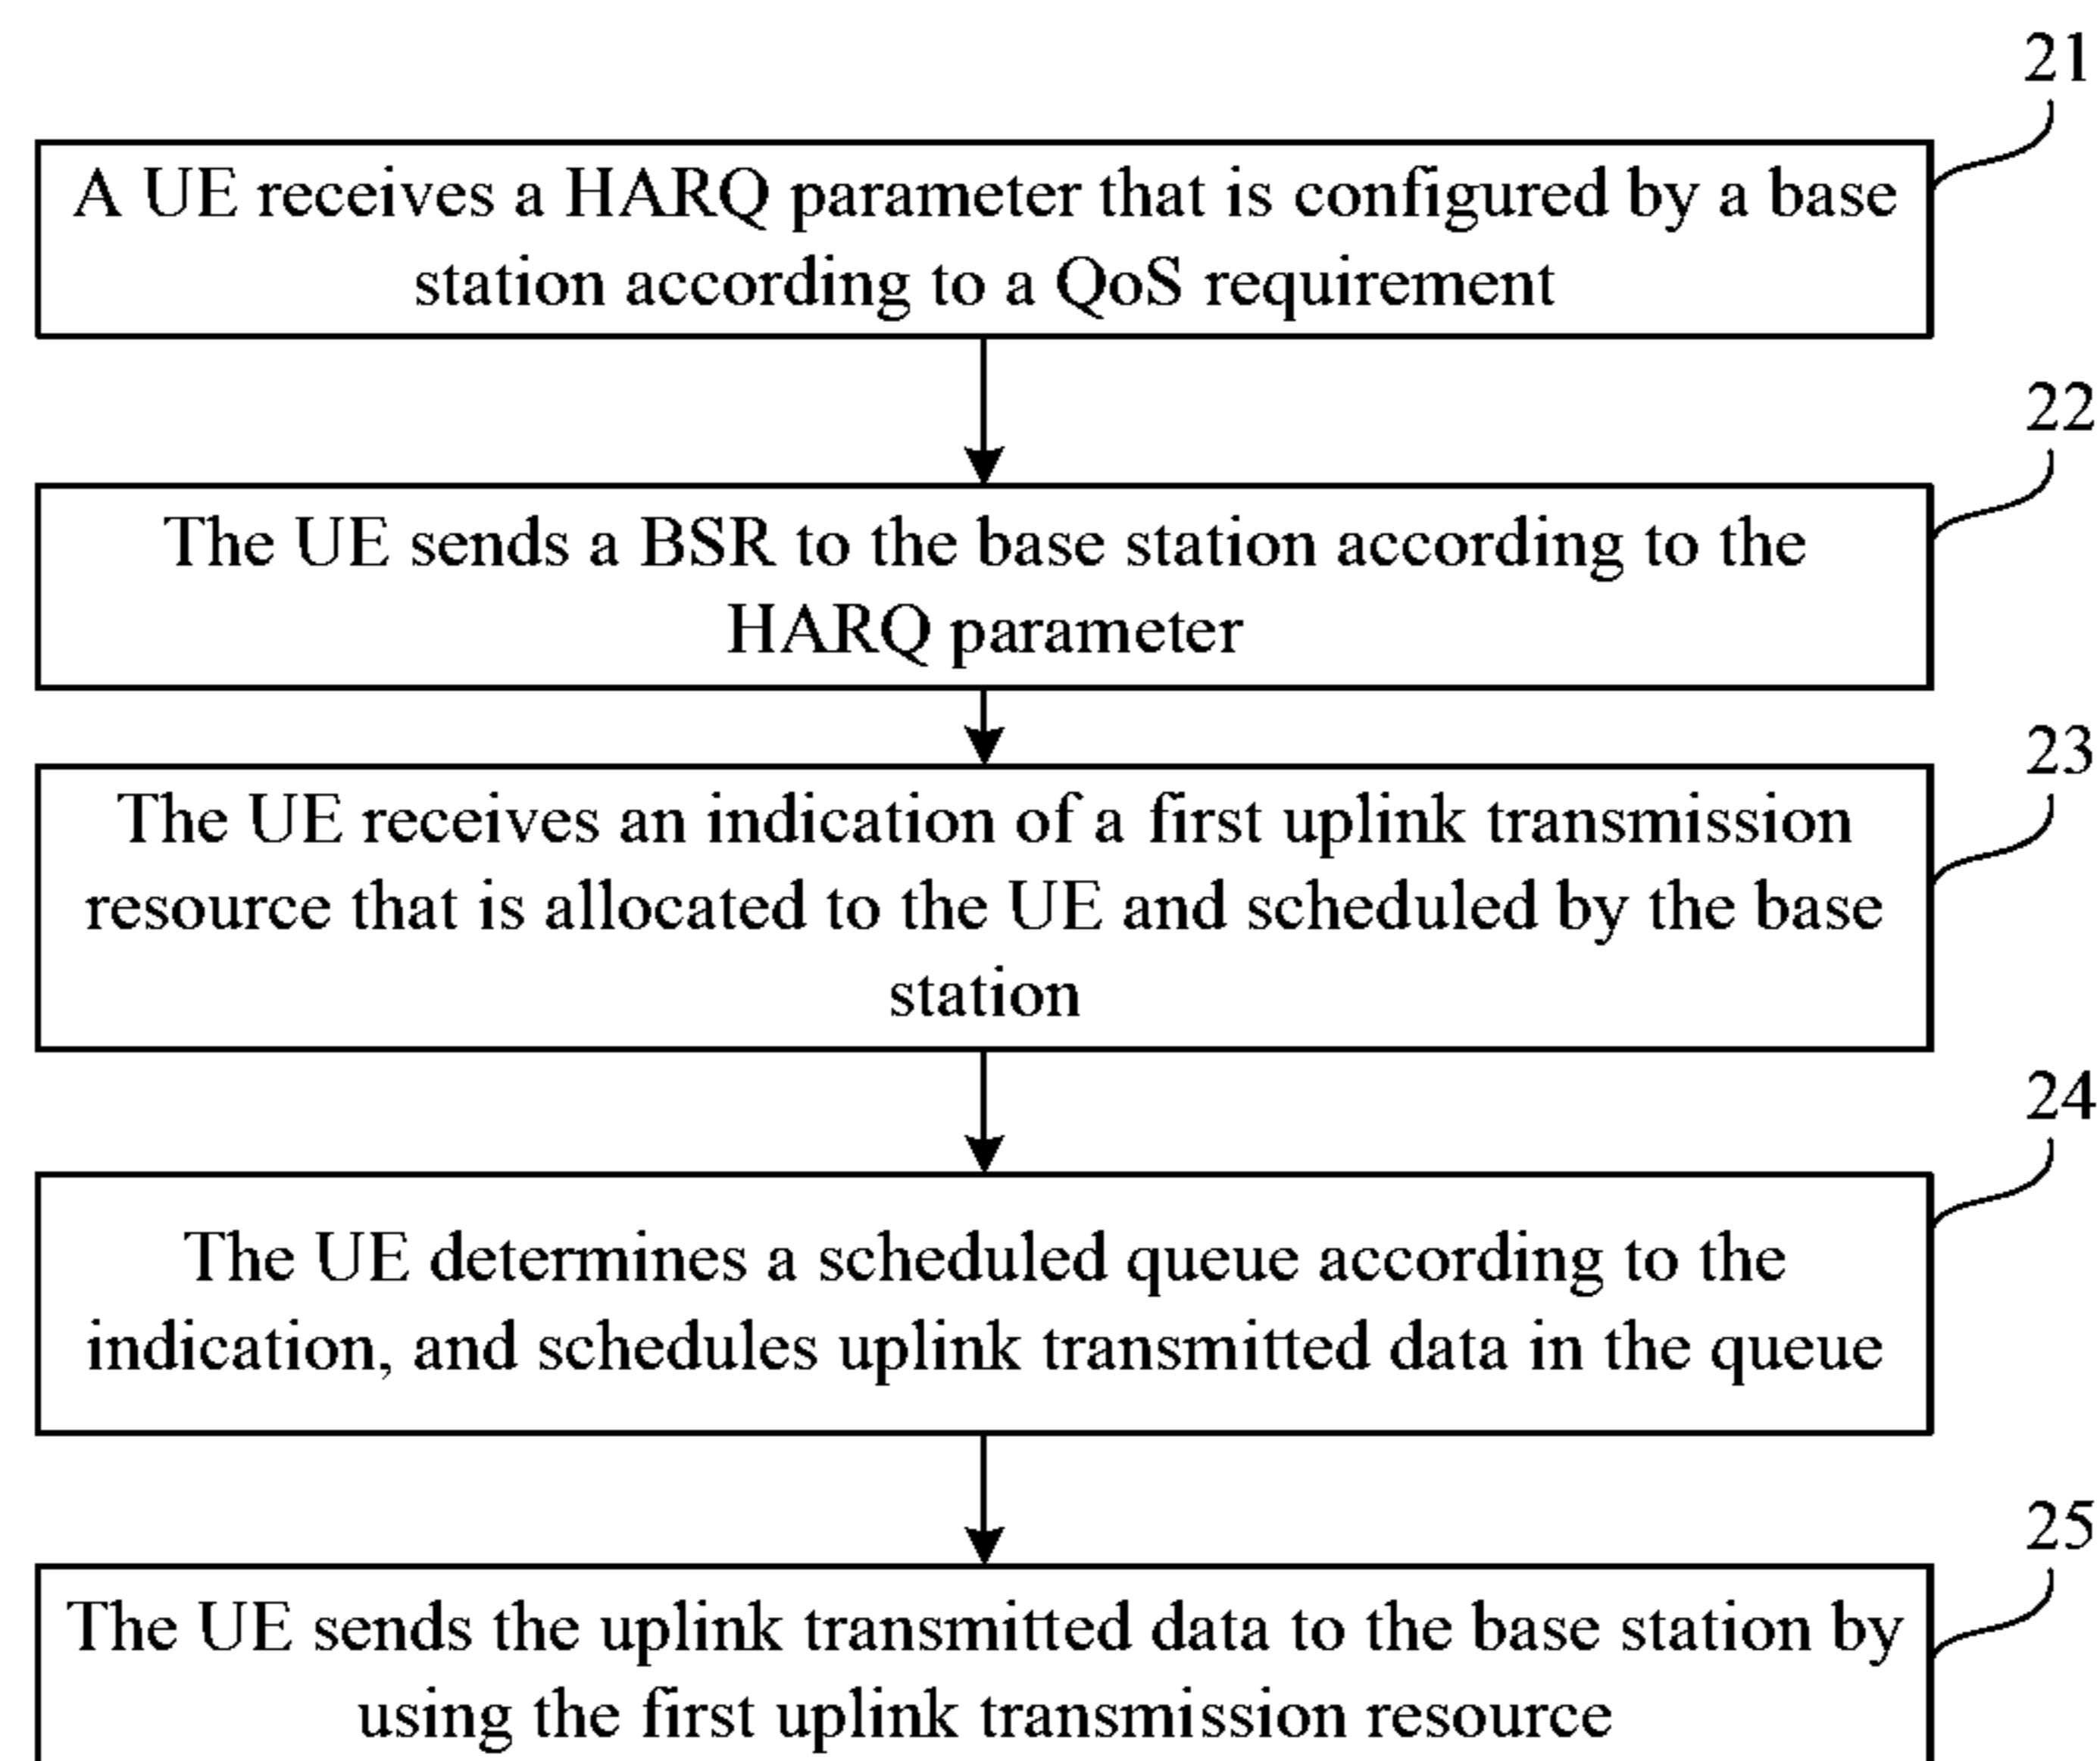 21
A UE receives a HARQ parameter that is configured by a base
station according to a QoS requirement
22
The UE sends a BSR to the base station according to the
HARQ parameter
23
The UE receives an indication of a first uplink transmission
resource that is allocated to the UE and scheduled by the base
station
24
The UE determines a scheduled queue according to the
indication, and schedules uplink transmitted data in the queue
25
The UE sends the uplink transmitted data to the base station by
using the first uplink transmission resource